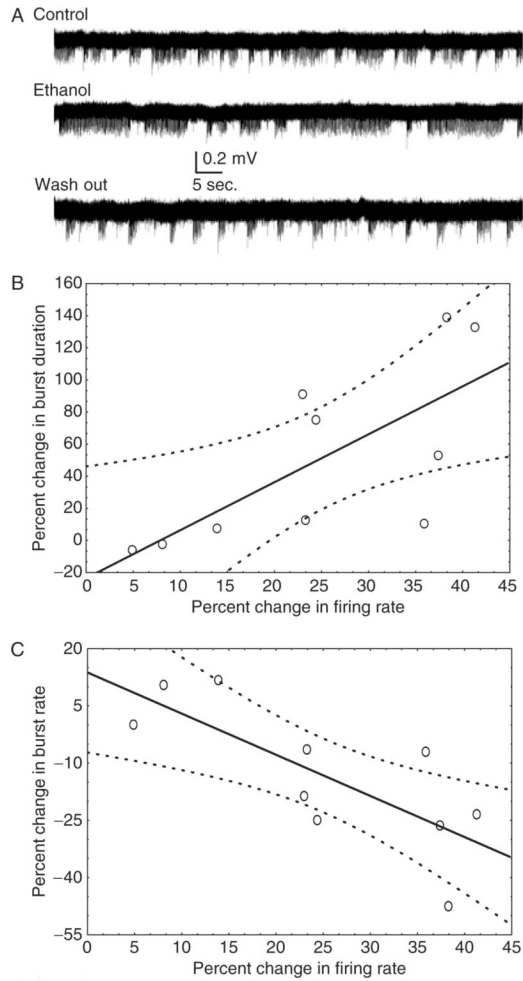 A
Control
Ethanol
0.2 mV
5 sec.
Wash out
B
160
140
120
100
80
60
40
20
0
−20
Percent change in burst duration
0 5 10 15 20 25 30 35 40 45
Percent change in firing rate
C
20
5
−10
−25
−40
−55
Percent change in burst rate
0 5 10 15 20 25 30 35 40 45
Percent change in firing rate